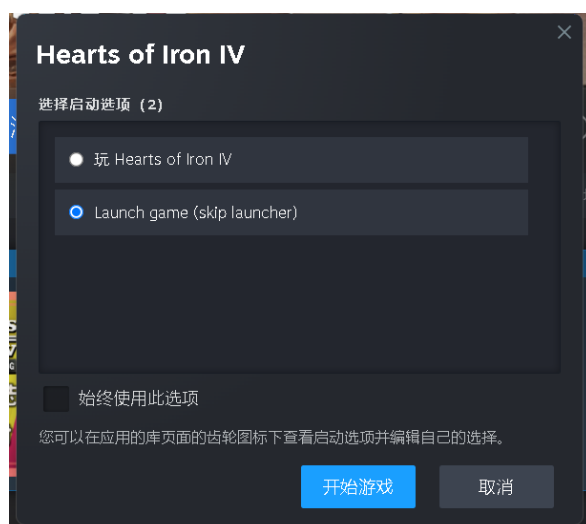 Hearts of Iron IV
选择启动选项 (2)
玩 Hearts of Iron IV
Launch game (skip launcher)
始终使用此选项
您可以在应用的库页面的齿轮图标下查看启动选项并编辑自己的选择。
开始游戏
取消